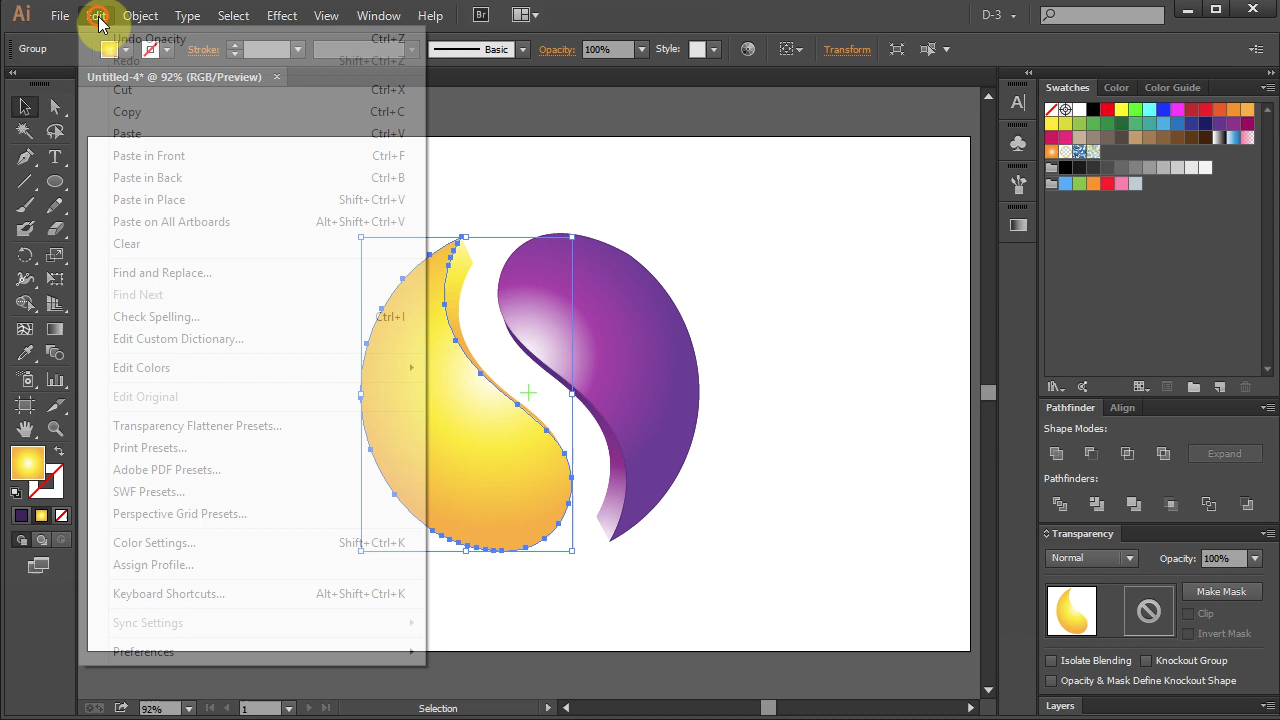 Ai File Edit Object Type Select Effect View Window Help Br D-3
Group Stroke: Basic Opacity: 100% Style: Transform
Untitled-4* @ 92% (RGB/Preview) ×
Undo Opacity Ctrl+Z
Redo Shift+Ctrl+Z
Cut Ctrl+X
Copy Ctrl+C
Paste Ctrl+V
Paste in Front Ctrl+F
Paste in Back Ctrl+B
Paste in Place Shift+Ctrl+V
Paste on All Artboards Alt+Shift+Ctrl+V
Clear
Find and Replace...
Find Next
Check Spelling... Ctrl+I
Edit Custom Dictionary...
Edit Colors
Edit Original
Transparency Flattener Presets...
Print Presets...
Adobe PDF Presets...
SWF Presets...
Perspective Grid Presets...
Color Settings... Shift+Ctrl+K
Assign Profile...
Keyboard Shortcuts... Alt+Shift+Ctrl+K
Sync Settings
Preferences
92% 1 Selection
Swatches Color Color Guide
Pathfinder Align
Shape Modes:
Expand
Pathfinders:
Transparency
Normal Opacity: 100%
Make Mask
Clip
Invert Mask
Isolate Blending Knockout Group
Opacity & Mask Define Knockout Shape
Layers